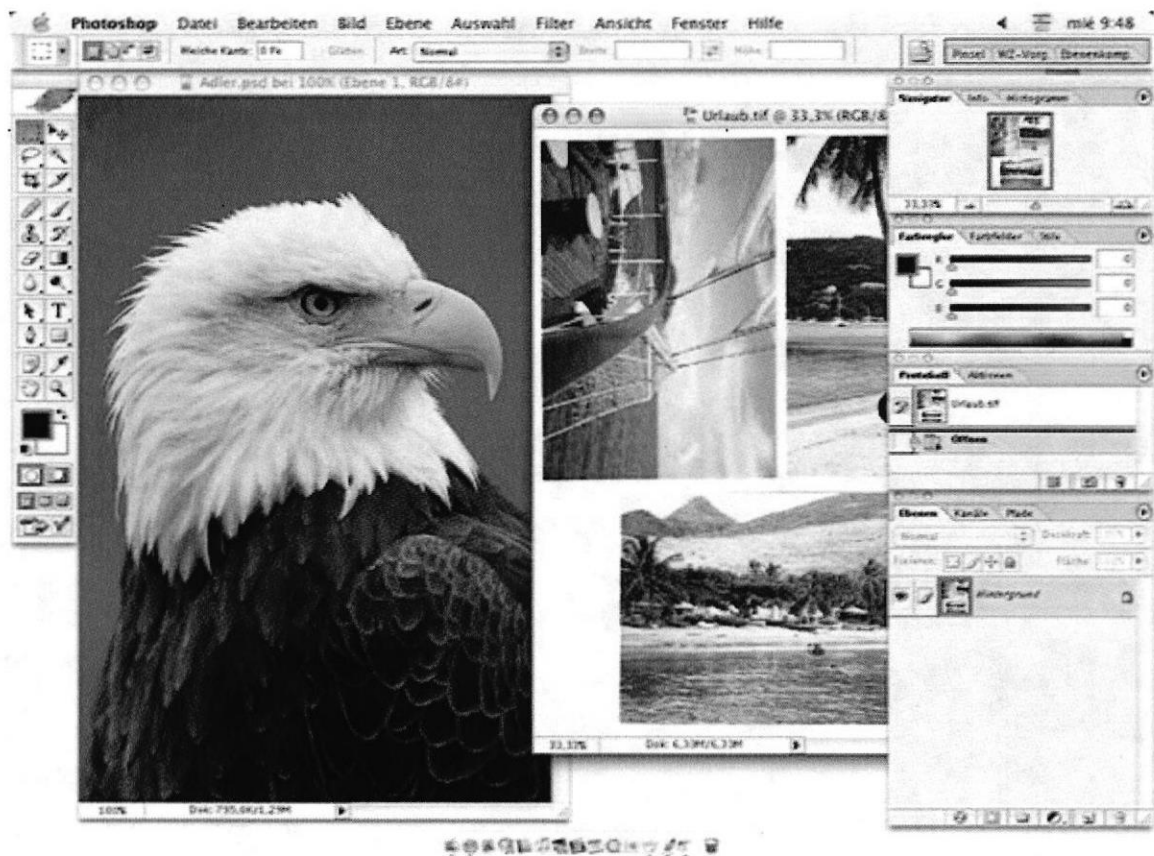 Photoshop Datei Bearbeiten Bild Ebene Auswahl Filter Ansicht Fenster Hilfe mié 9:48
Weiche Kante: 0 Px Glätten Art: Normal Breite: Höhe: Pinsel WZ-Vorg. Ebenenkomp.
Adler.psd bei 100% (Ebene 1, RGB/8#)
Urlaub.tif @ 33,3% (RGB/8
Navigator Info Histogramm
33,33%
Farbregler Farbfelder Stile
R 0
G 0
B 0
Protokoll Aktionen
Urlaub.tif
Öffnen
Ebenen Kanäle Pfade
Normal Deckkraft:
Fixieren: Fläche:
Hintergrund
33,33% Dok: 6,33M/6,33M
100% Dok: 795,0K/1,29M